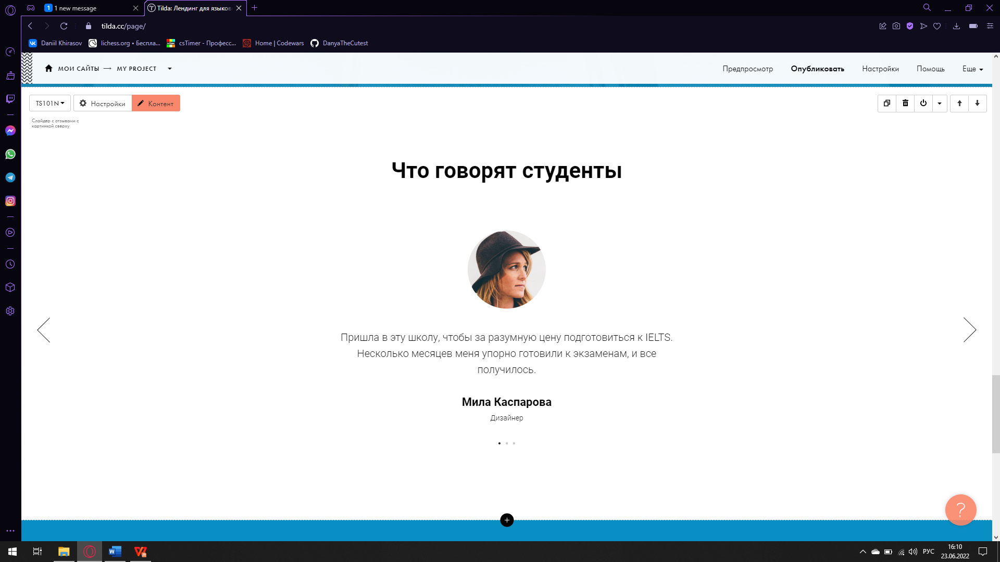 1 1 new message
Tilda: Лендинг для языков
tilda.cc/page/
Daniil Khirasov
lichess.org • Беспла...
csTimer - Професс...
Home | Codewars
DanyaTheCutest
МОИ САЙТЫ → MY PROJECT
Предпросмотр
Опубликовать
Настройки
Помощь
Еще
TS101N
Настройки
Контент
Слайдер с отзывами с
картинкой сверху
Что говорят студенты
Пришла в эту школу, чтобы за разумную цену подготовиться к IELTS.
Несколько месяцев меня упорно готовили к экзаменам, и все
получилось.
Мила Каспарова
Дизайнер
?
РУС
16:10
23.06.2022